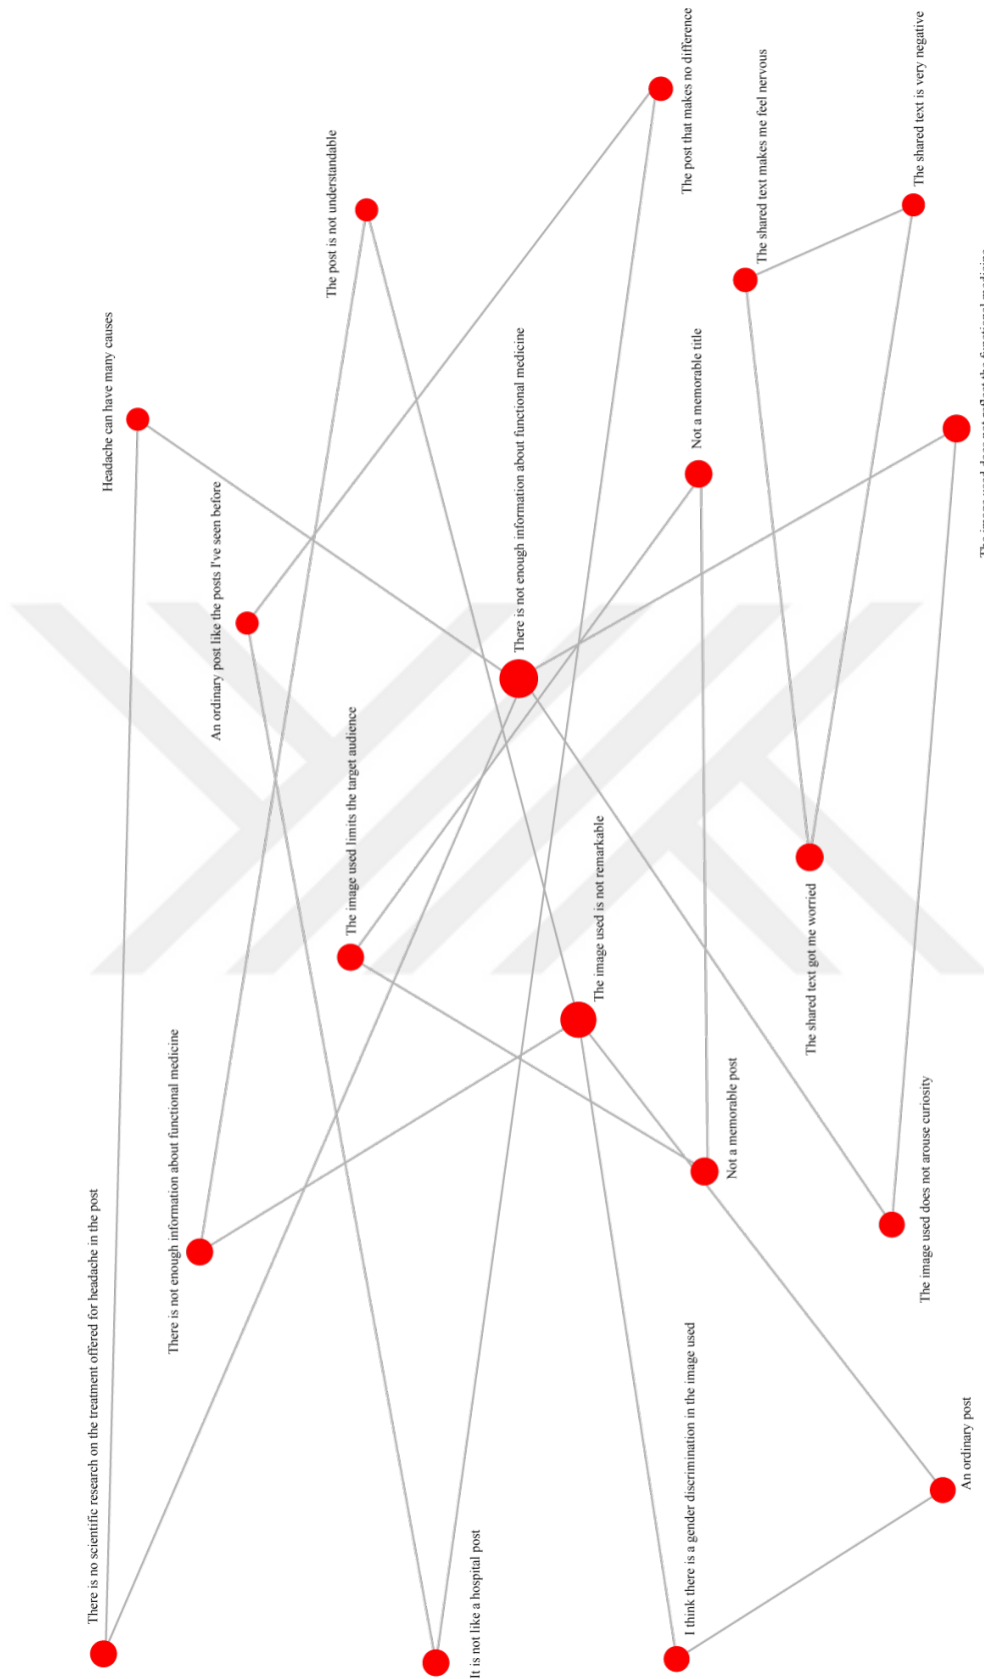 There is no scientific research on the treatment offered for headache in the post
Headache can have many causes
There is not enough information about functional medicine
An ordinary post like the posts I've seen before
The post is not understandable
The image used limits the target audience
It is not like a hospital post
There is not enough information about functional medicine
The image used is not remarkable
I think there is a gender discrimination in the image used
The post that makes no difference
Not a memorable title
Not a memorable post
The shared text makes me feel nervous
The shared text got me worried
The shared text is very negative
The image used does not arouse curiosity
An ordinary post